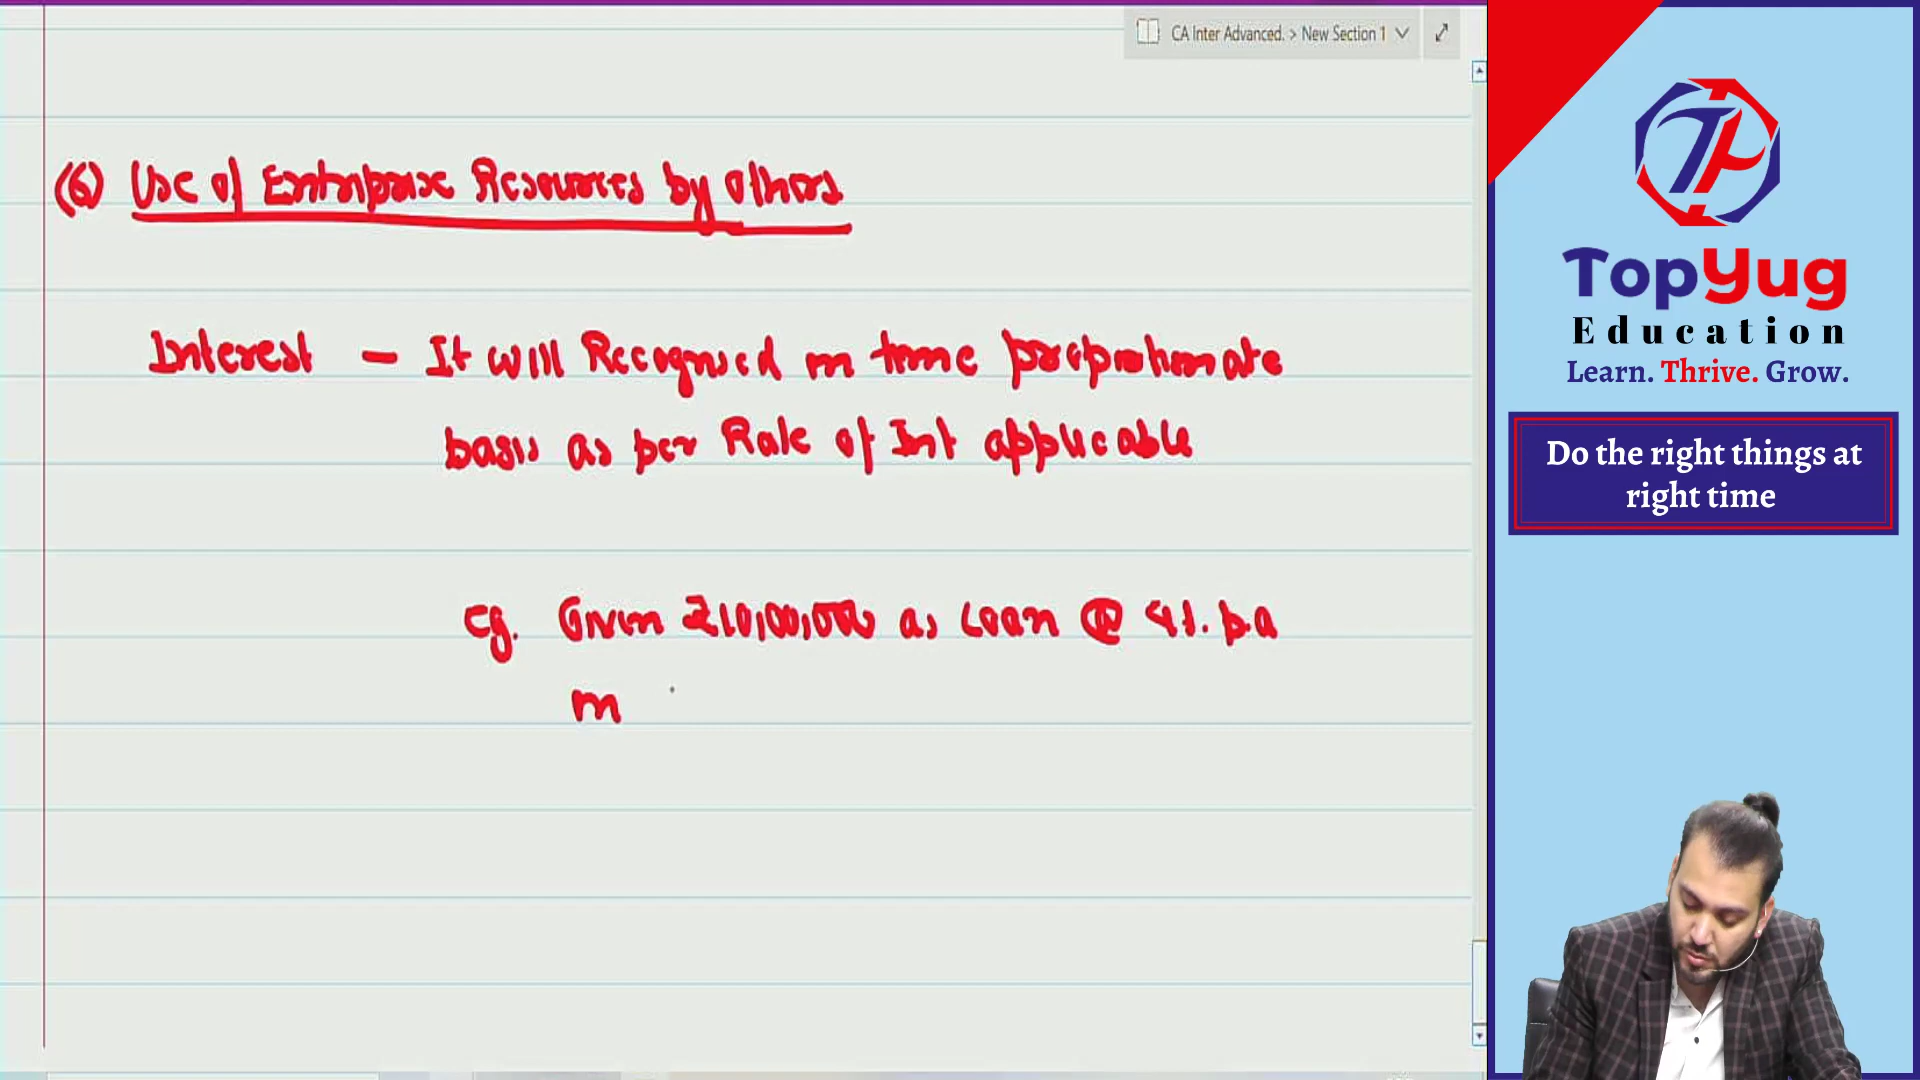 CA Inter Advanced. > New Section 1
(6) Use of Enterprise Resources by others
Interest – It will Recognised on time proportionate
basis as per Rate of Int applicable
Eg. Given ₹10,00,000 as Loan @ 9%. p.a
on
TopYug
Education
Learn. Thrive. Grow.
Do the right things at
right time